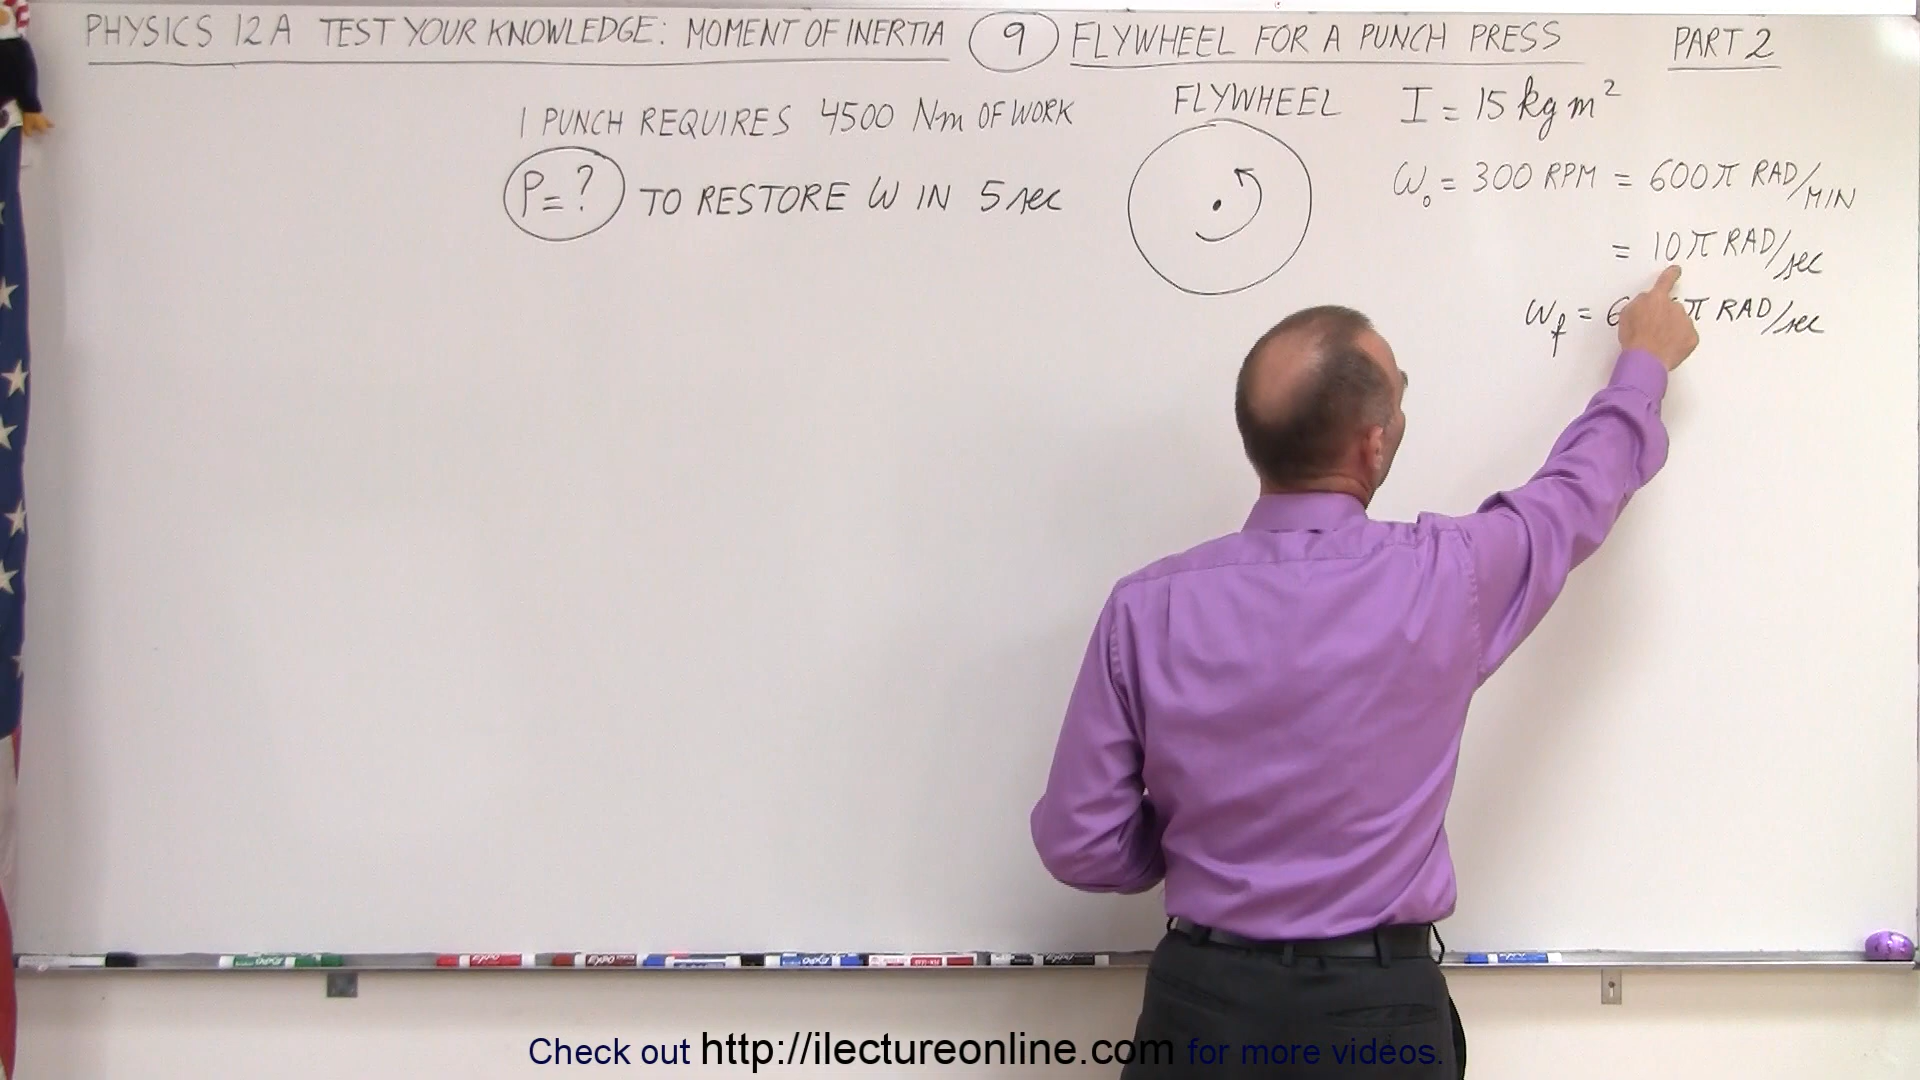 PHYSICS 12A TEST YOUR KNOWLEDGE: MOMENT OF INERTIA 9 FLYWHEEL FOR A PUNCH PRESS PART 2
1 PUNCH REQUIRES 4500 Nm OF WORK
P=? TO RESTORE ω IN 5 sec
FLYWHEEL I = 15 kg m²
ω₀ = 300 RPM = 600π RAD/MIN
= 10π RAD/sec
ω_f = 6 π RAD/sec
Check out http://ilectureonline.com for more videos.